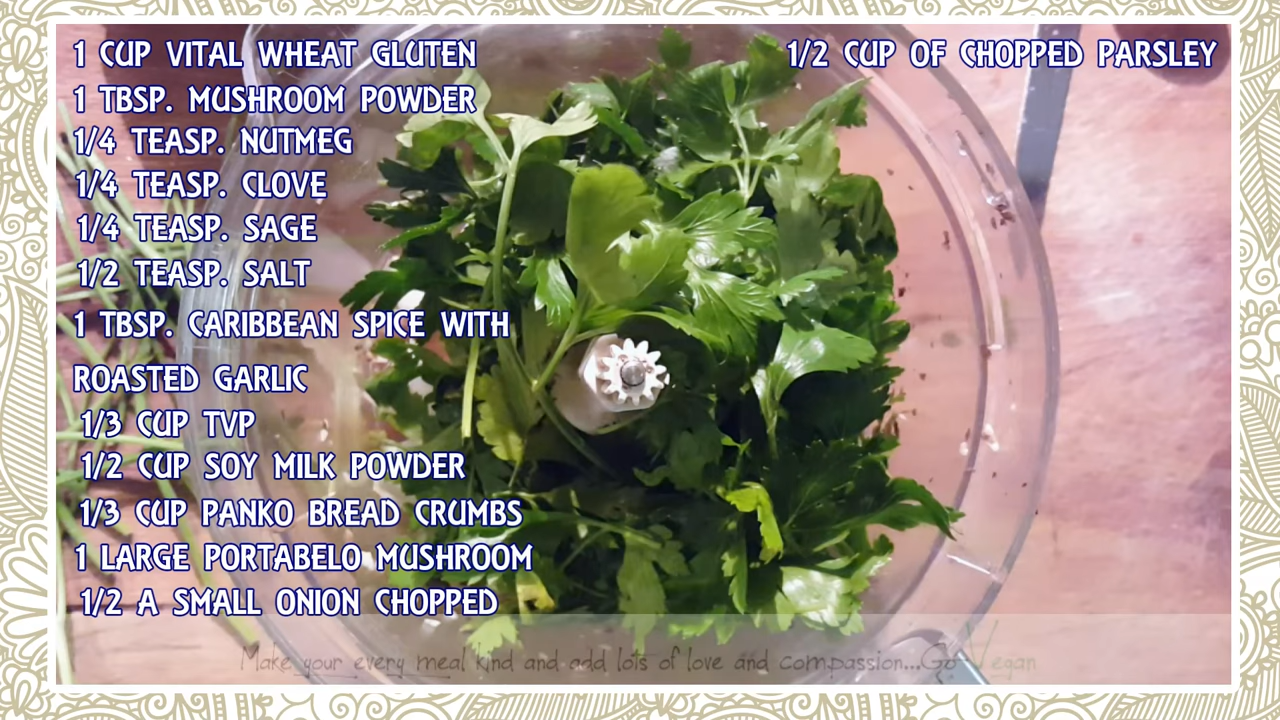 1 CUP VITAL WHEAT GLUTEN
1 TBSP. MUSHROOM POWDER
1/4 TEASP. NUTMEG
1/4 TEASP. CLOVE
1/4 TEASP. SAGE
1/2 TEASP. SALT
1 TBSP. CARIBBEAN SPICE WITH
ROASTED GARLIC
1/3 CUP TVP
1/2 CUP SOY MILK POWDER
1/3 CUP PANKO BREAD CRUMBS
1 LARGE PORTABELO MUSHROOM
1/2 A SMALL ONION CHOPPED
1/2 CUP OF CHOPPED PARSLEY
Make your every meal kind and add lots of love and compassion...Go Vegan